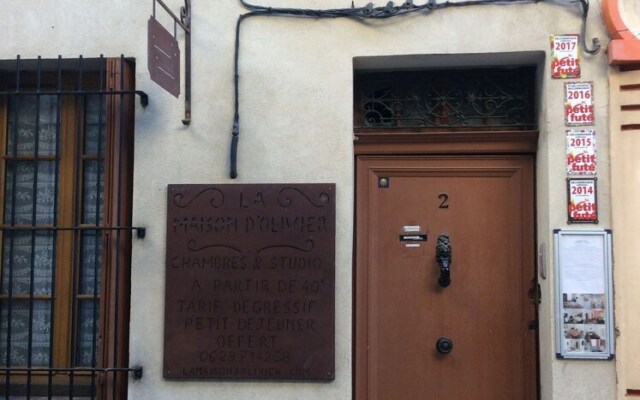 LA
MAISON D'OLIVIER
CHAMBRES & STUDIO
A PARTIR DE 40€
TARIF DEGRESSIF
PETIT DEJEUNER
OFFERT
2
2017
petit futé
2016
petit futé
2015
petit futé
2014
petit futé